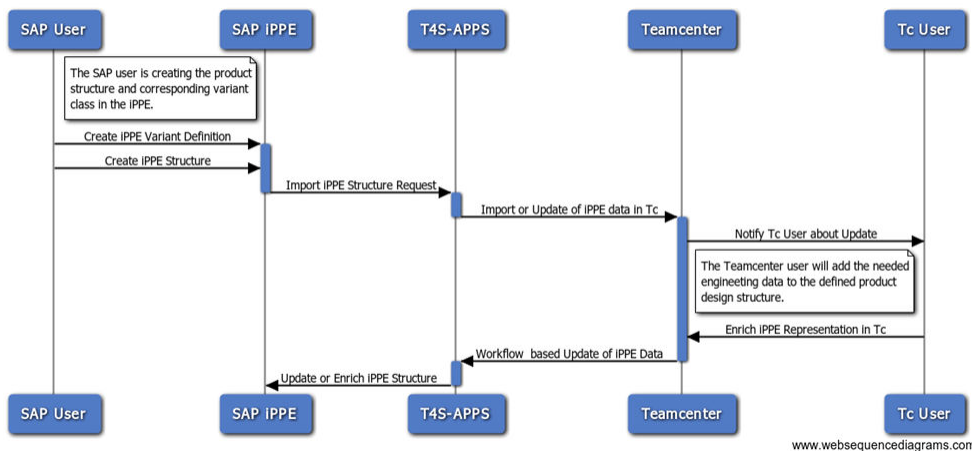 SAP User
SAP iPPE
T4S-APPS
Teamcenter
Tc User
The SAP user is creating the product
structure and corresponding variant
class in the iPPE.
Create iPPE Variant Definition
Create iPPE Structure
Import iPPE Structure Request
Import or Update of iPPE data in Tc
Notify Tc User about Update
The Teamcenter user will add the needed
engineeting data to the defined product
design structure.
Enrich iPPE Representation in Tc
Workflow based Update of iPPE Data
Update or Enrich iPPE Structure
SAP User
SAP iPPE
T4S-APPS
Teamcenter
Tc User
www.websequencediagrams.com